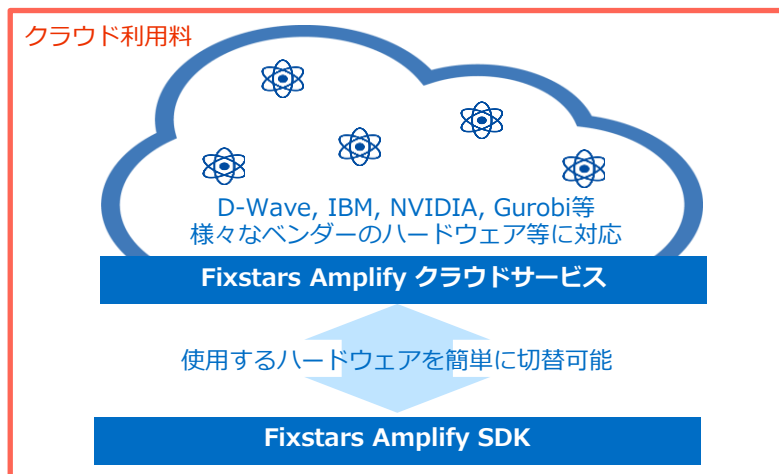 クラウド利用料
D-Wave, IBM, NVIDIA, Gurobi等
様々なベンダーのハードウェア等に対応
Fixstars Amplify クラウドサービス
使用するハードウェアを簡単に切替可能
Fixstars Amplify SDK